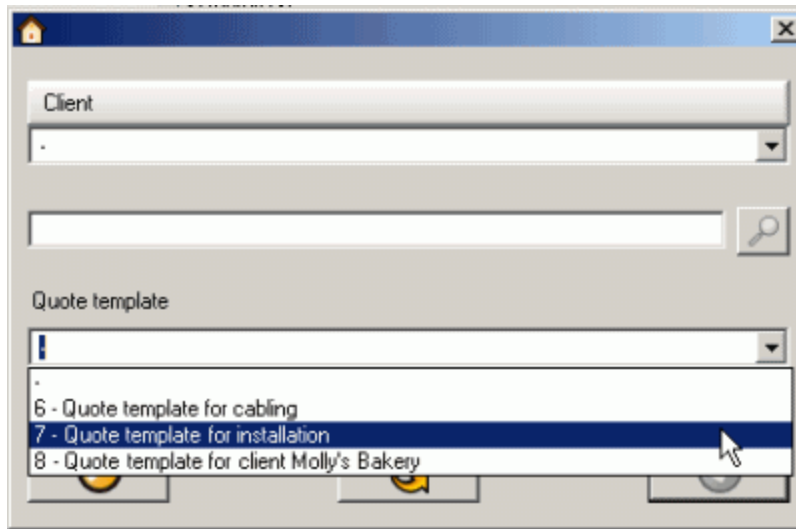 Client
-
Quote template
-
-
6 - Quote template for cabling
7 - Quote template for installation
8 - Quote template for client Molly's Bakery